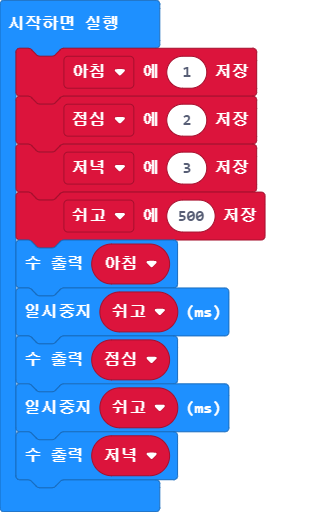 시작하면 실행
아침 에 1 저장
점심 에 2 저장
저녁 에 3 저장
쉬고 에 500 저장
수 출력 아침
일시중지 쉬고 (ms)
수 출력 점심
일시중지 쉬고 (ms)
수 출력 저녁